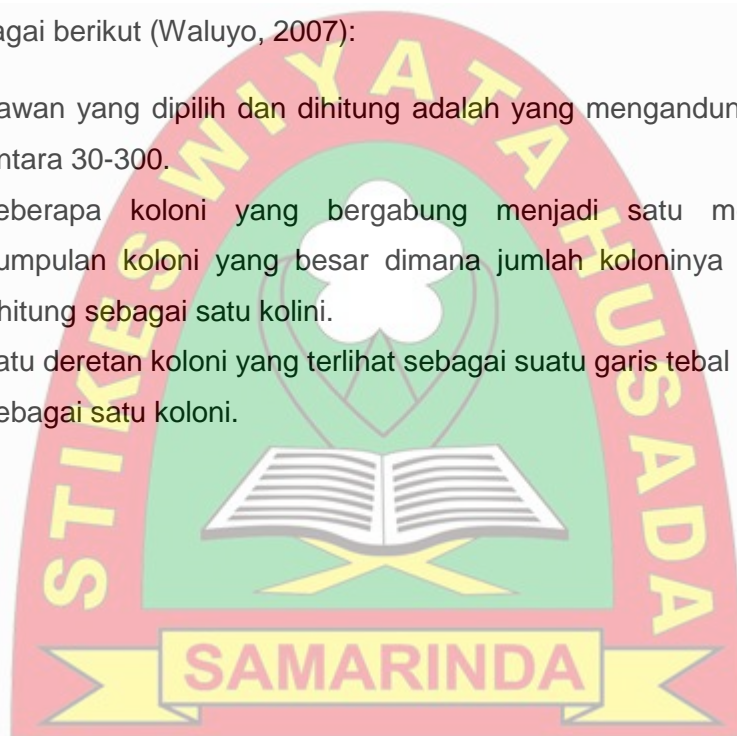 agai berikut (Waluyo, 2007):
awan yang dipilih dan dihitung adalah yang mengandun
ntara 30-300.
eberapa koloni yang bergabung menjadi satu me
umpulan koloni yang besar dimana jumlah koloninya
hitung sebagai satu kolini.
atu deretan koloni yang terlihat sebagai suatu garis tebal
ebagai satu koloni.
STIKES WIYATA HUSADA
SAMARINDA